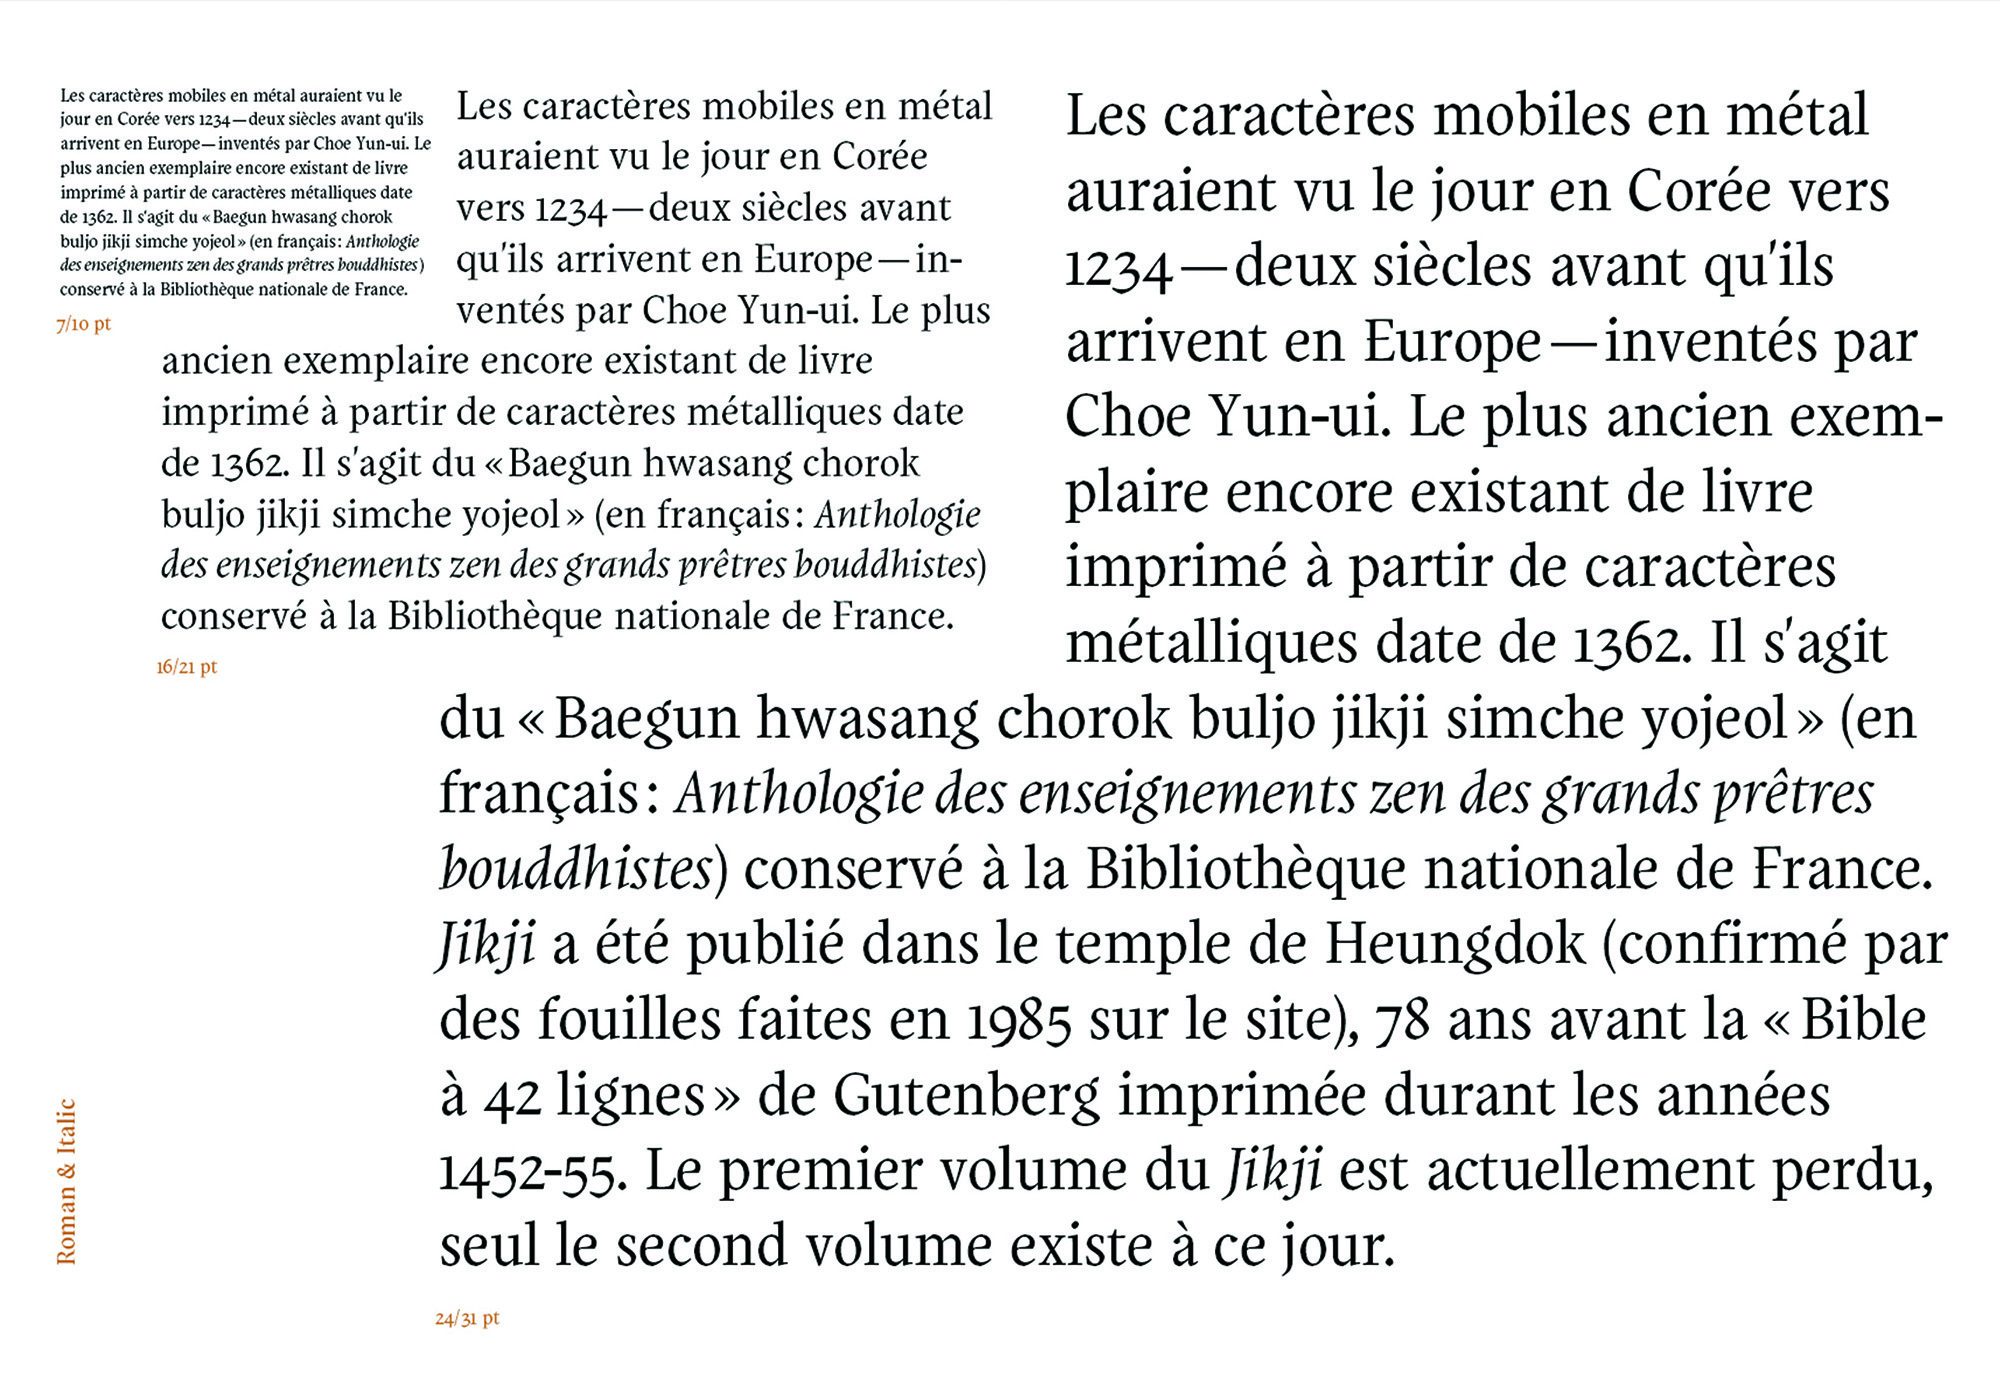 Les caractères mobiles en métal auraient vu le
jour en Corée vers 1234—deux siècles avant qu'ils
arrivent en Europe—inventés par Choe Yun-ui. Le
plus ancien exemplaire encore existant de livre
imprimé à partir de caractères métalliques date
de 1362. Il s'agit du «Baegun hwasang chorok
buljo jikji simche yojeol» (en français: Anthologie
des enseignements zen des grands prêtres bouddhistes)
conservé à la Bibliothèque nationale de France.
7/10 pt
Les caractères mobiles en métal
auraient vu le jour en Corée
vers 1234—deux siècles avant
qu'ils arrivent en Europe—in-
ventés par Choe Yun-ui. Le plus
ancien exemplaire encore existant de livre
imprimé à partir de caractères métalliques date
de 1362. Il s'agit du «Baegun hwasang chorok
buljo jikji simche yojeol» (en français: Anthologie
des enseignements zen des grands prêtres bouddhistes)
conservé à la Bibliothèque nationale de France.
16/21 pt
Les caractères mobiles en métal
auraient vu le jour en Corée vers
1234—deux siècles avant qu'ils
arrivent en Europe—inventés par
Choe Yun-ui. Le plus ancien exem-
plaire encore existant de livre
imprimé à partir de caractères
métalliques date de 1362. Il s'agit
du «Baegun hwasang chorok buljo jikji simche yojeol» (en
français: Anthologie des enseignements zen des grands prêtres
bouddhistes) conservé à la Bibliothèque nationale de France.
Jikji a été publié dans le temple de Heungdok (confirmé par
des fouilles faites en 1985 sur le site), 78 ans avant la «Bible
à 42 lignes» de Gutenberg imprimée durant les années
1452-55. Le premier volume du Jikji est actuellement perdu,
seul le second volume existe à ce jour.
24/31 pt
Roman & Italic